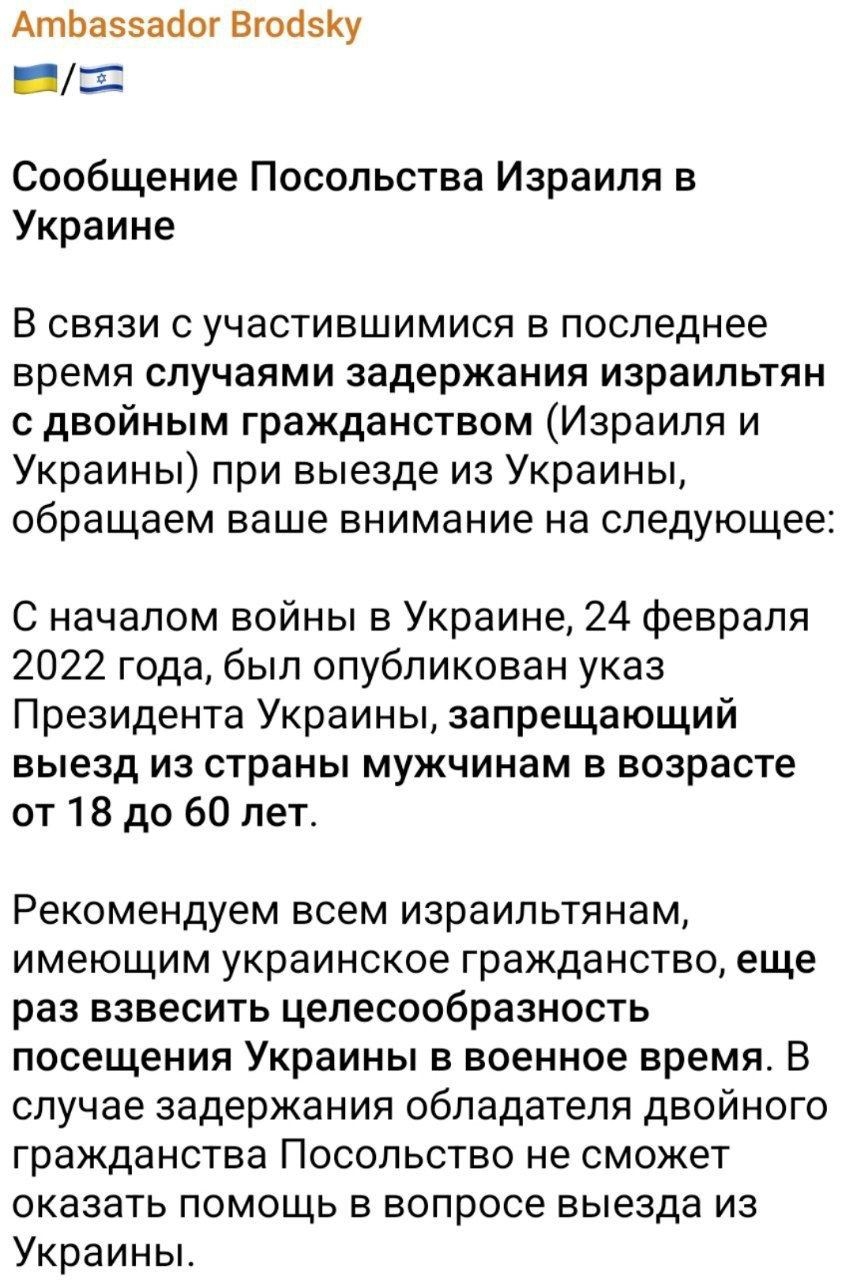 Ambassador Brodsky
🇺🇦/🇮🇱
Сообщение Посольства Израиля в
Украине
В связи с участившимися в последнее
время случаями задержания израильтян
с двойным гражданством (Израиля и
Украины) при выезде из Украины,
обращаем ваше внимание на следующее:
С началом войны в Украине, 24 февраля
2022 года, был опубликован указ
Президента Украины, запрещающий
выезд из страны мужчинам в возрасте
от 18 до 60 лет.
Рекомендуем всем израильтянам,
имеющим украинское гражданство, еще
раз взвесить целесообразность
посещения Украины в военное время. В
случае задержания обладателя двойного
гражданства Посольство не сможет
оказать помощь в вопросе выезда из
Украины.